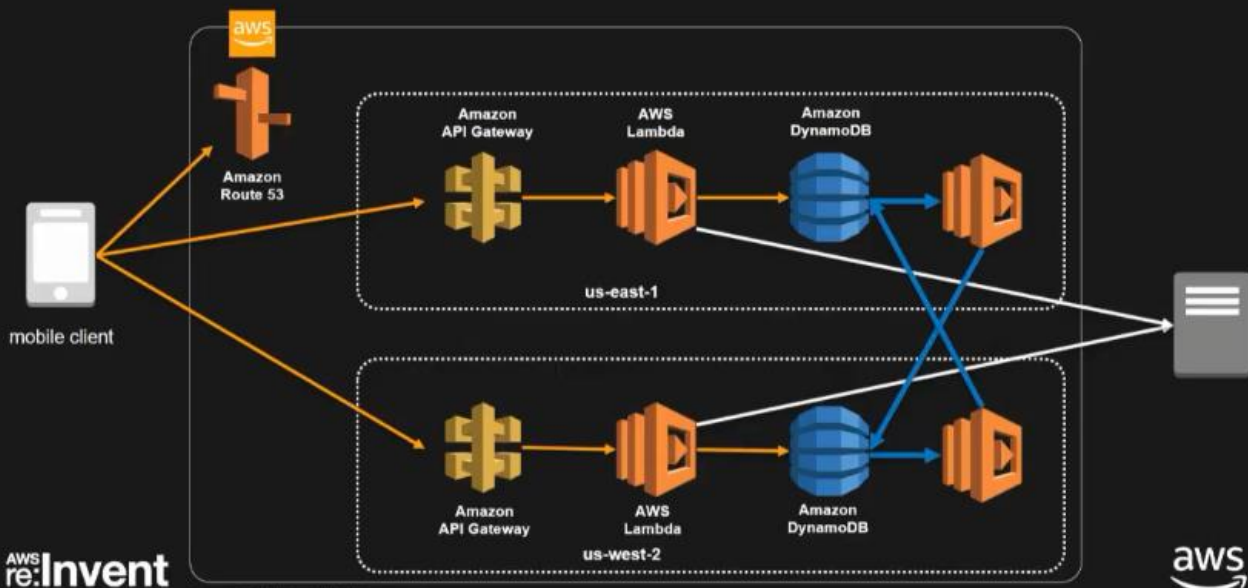 aws
Amazon
Route 53
mobile client
Amazon
API Gateway
AWS
Lambda
Amazon
DynamoDB
us-east-1
Amazon
API Gateway
AWS
Lambda
Amazon
DynamoDB
us-west-2
AWS
re:Invent
aws